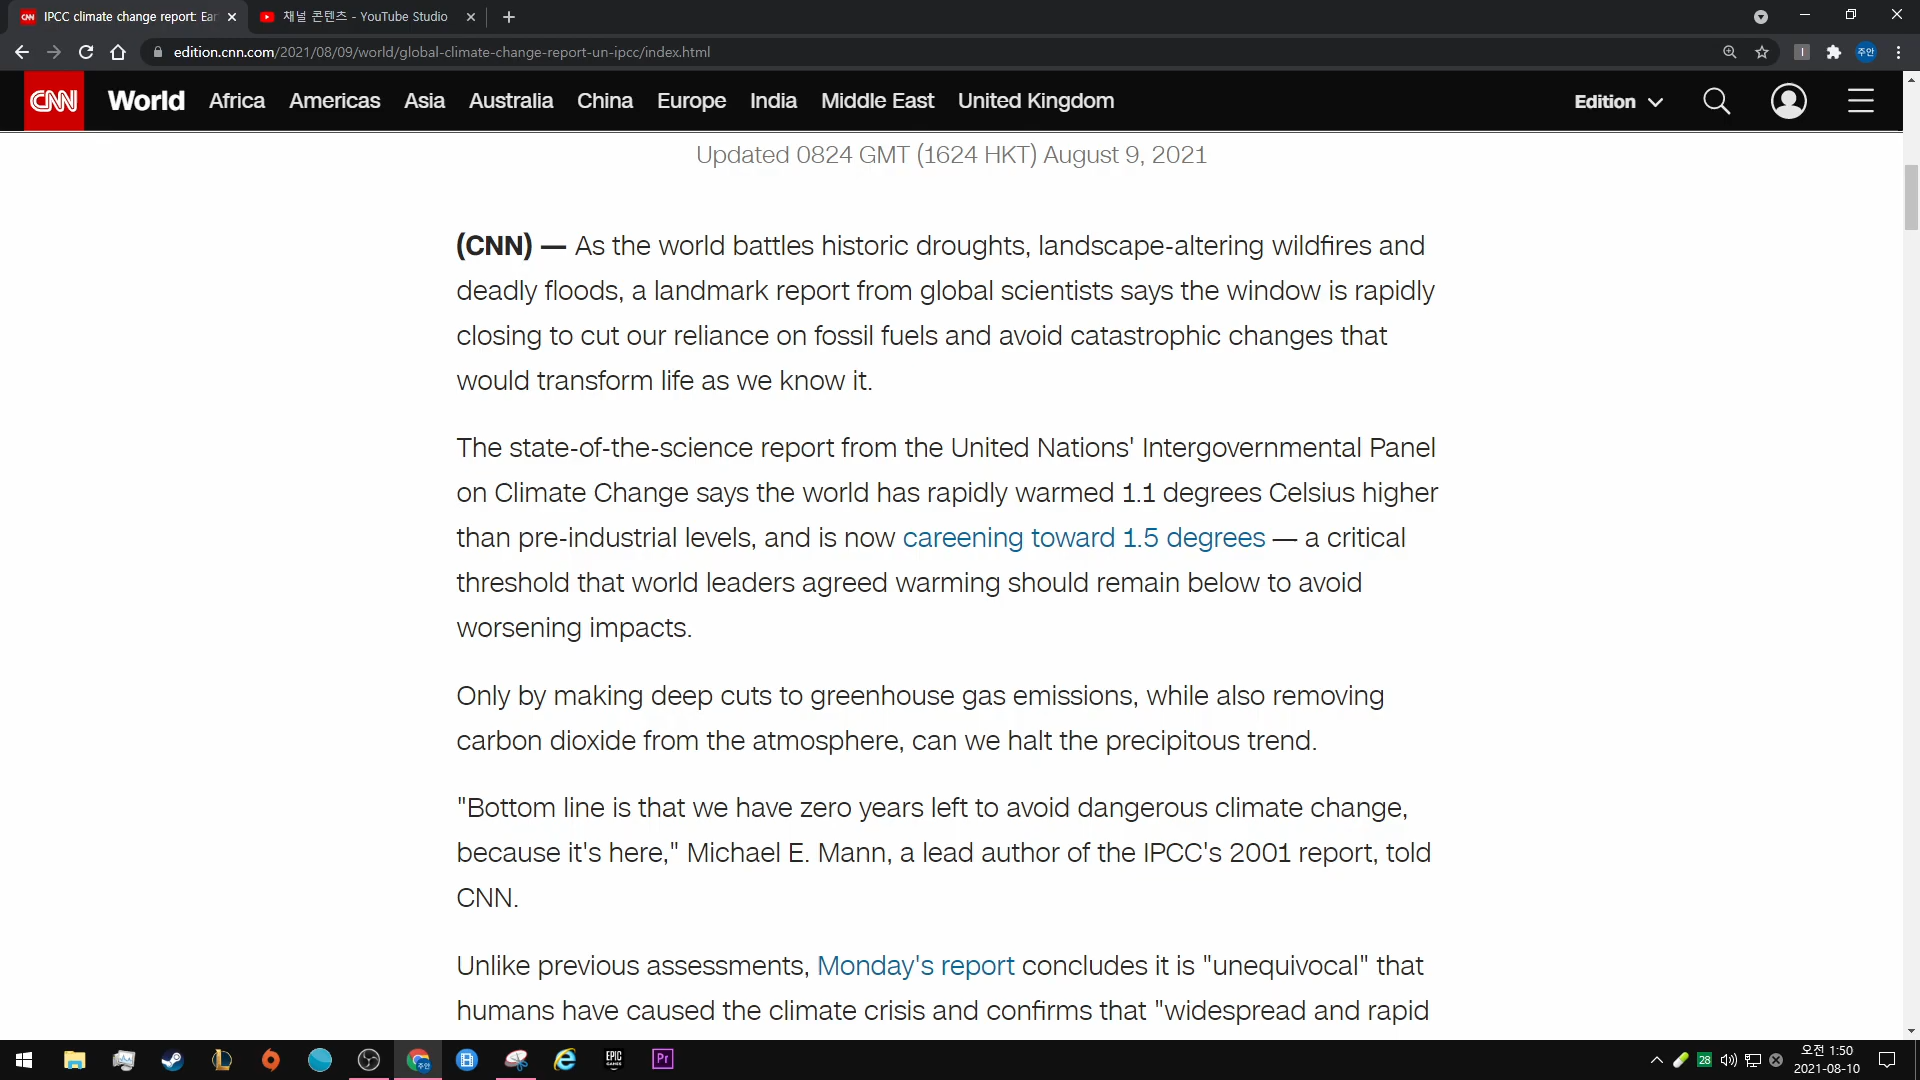 CNN IPCC climate change report: Ear
채널 콘텐츠 - YouTube Studio
edition.cnn.com/2021/08/09/world/global-climate-change-report-un-ipcc/index.html
주안
CNN World Africa Americas Asia Australia China Europe India Middle East United Kingdom Edition
Updated 0824 GMT (1624 HKT) August 9, 2021
(CNN) — As the world battles historic droughts, landscape-altering wildfires and
deadly floods, a landmark report from global scientists says the window is rapidly
closing to cut our reliance on fossil fuels and avoid catastrophic changes that
would transform life as we know it.
The state-of-the-science report from the United Nations' Intergovernmental Panel
on Climate Change says the world has rapidly warmed 1.1 degrees Celsius higher
than pre-industrial levels, and is now careening toward 1.5 degrees — a critical
threshold that world leaders agreed warming should remain below to avoid
worsening impacts.
Only by making deep cuts to greenhouse gas emissions, while also removing
carbon dioxide from the atmosphere, can we halt the precipitous trend.
"Bottom line is that we have zero years left to avoid dangerous climate change,
because it's here," Michael E. Mann, a lead author of the IPCC's 2001 report, told
CNN.
Unlike previous assessments, Monday's report concludes it is "unequivocal" that
humans have caused the climate crisis and confirms that "widespread and rapid
주안
EPIC
GAMES
Pr
28
오전 1:50
2021-08-10